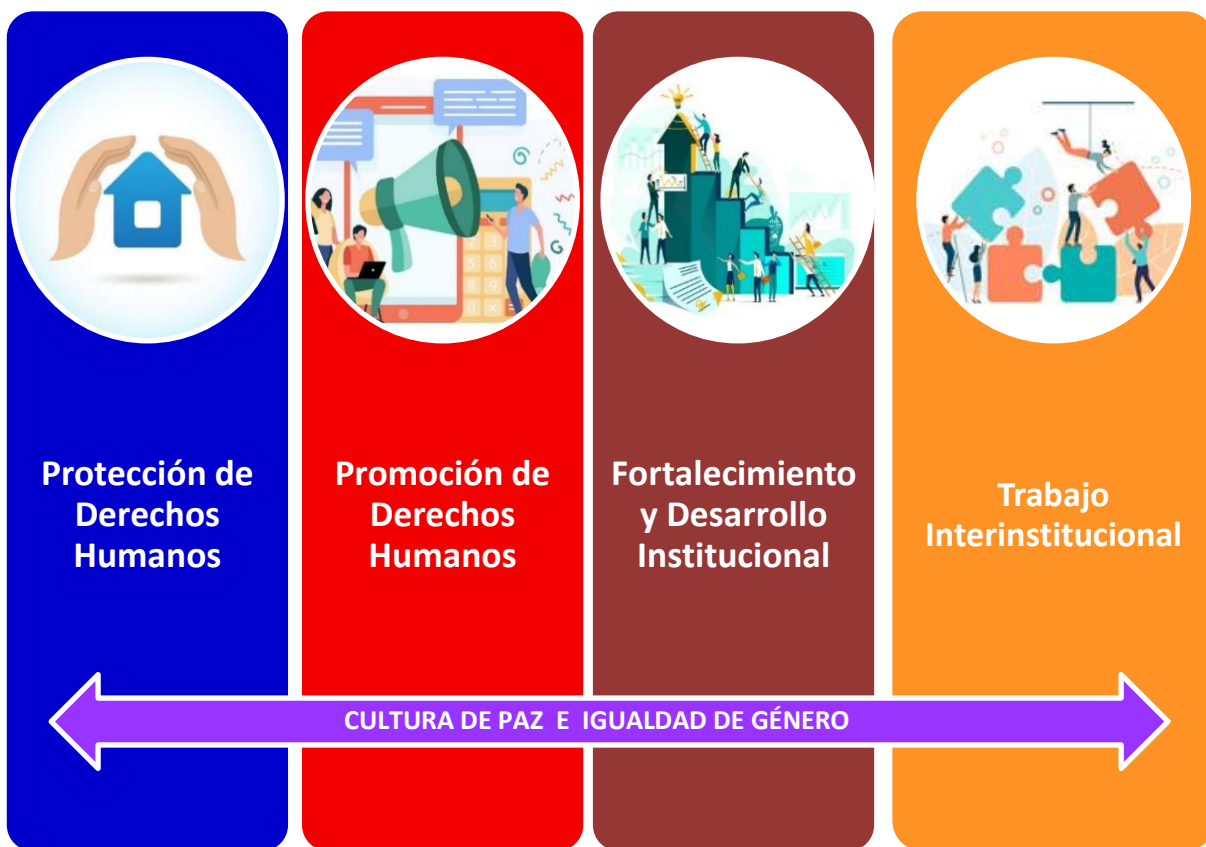 Protección de
Derechos
Humanos
Promoción de
Derechos
Humanos
Fortalecimiento
y Desarrollo
Institucional
Trabajo
Interinstitucional
CULTURA DE PAZ E IGUALDAD DE GÉNERO